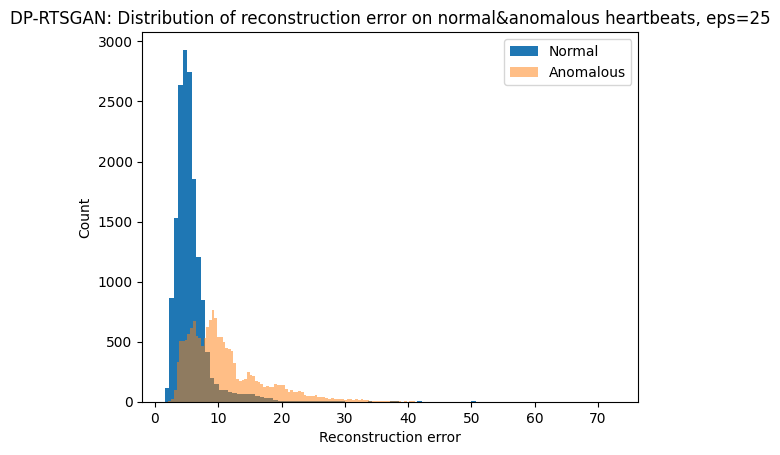 DP-RTSGAN: Distribution of reconstruction error on normal&anomalous heartbeats, eps=25
Normal
Anomalous
3000
2500
2000
1500
1000
500
0
Count
0 10 20 30 40 50 60 70
Reconstruction error